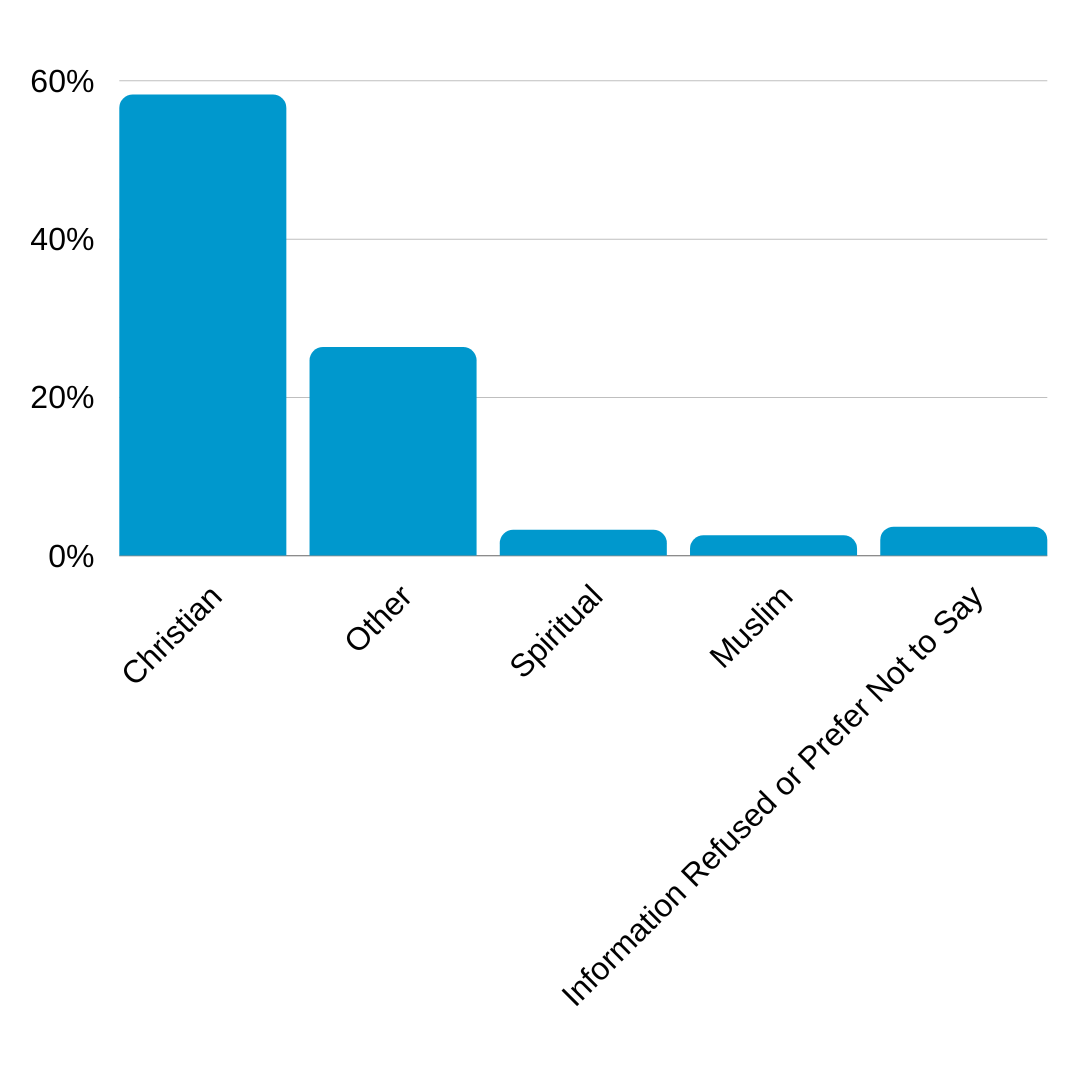 60%
40%
20%
0%
Christian
Other
Spiritual
Muslim
Information Refused or Prefer Not to Say